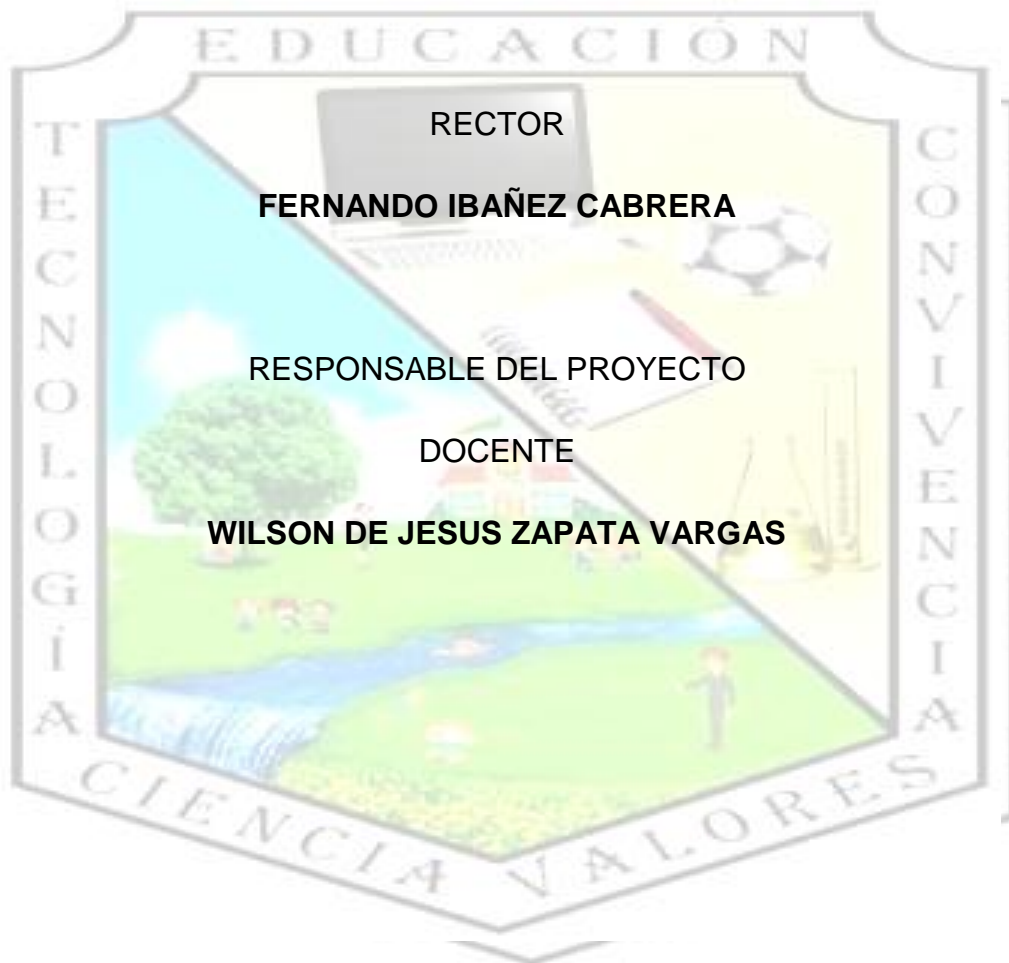 EDUCACIÓN
RECTOR
FERNANDO IBAÑEZ CABRERA
RESPONSABLE DEL PROYECTO
DOCENTE
WILSON DE JESUS ZAPATA VARGAS
TECNOLOGÍA
CONVIVENCIA
CIENCIA VALORES